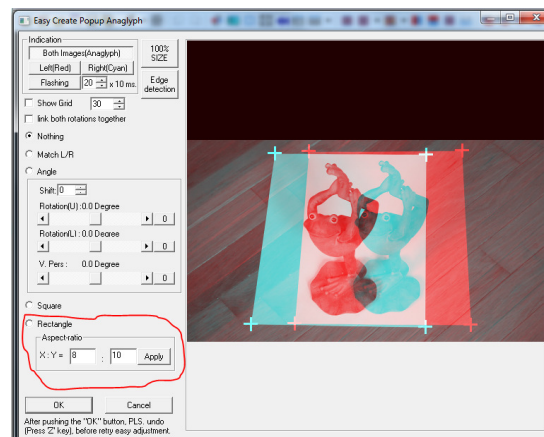 Easy Create Popup Anaglyph
Indication
Both Images(Anaglyph)
Left(Red) Right(Cyan)
Flashing 20 x 10 ms.
100%
SIZE
Edge
detection
Show Grid 30
link both rotations together
Nothing
Match L/R
Angle
Shift: 0
Rotation(U) :0.0 Degree
0
Rotation(L) : 0.0 Degree
0
V. Pers : 0.0 Degree
0
Square
Rectangle
Aspect-ratio
X : Y = 8 : 10 Apply
OK Cancel
After pushing the "OK" button, PLS. undo
(Press 'Z' key), before retry easy adjustment.